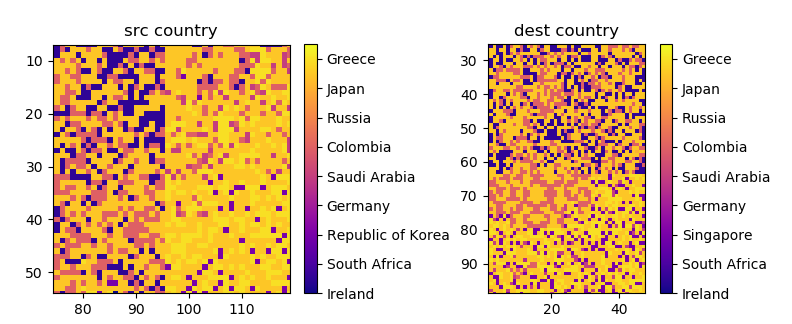 src country
10
20
30
40
50
80
90
100
110
Greece
Japan
Russia
Colombia
Saudi Arabia
Germany
Republic of Korea
South Africa
Ireland
dest country
30
40
50
60
70
80
90
20
40
Greece
Japan
Russia
Colombia
Saudi Arabia
Germany
Singapore
South Africa
Ireland